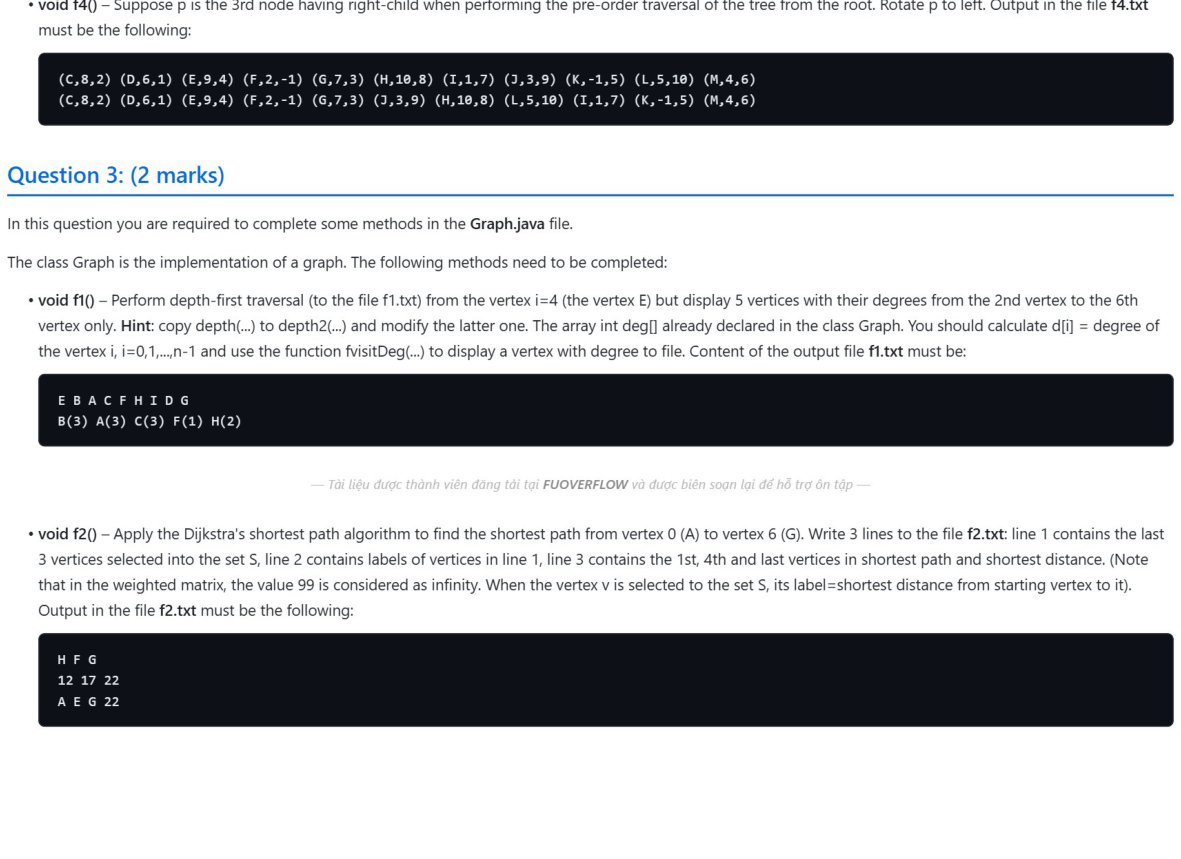 • void f4() – Suppose p is the 3rd node having right-child when performing the pre-order traversal of the tree from the root. Rotate p to left. Output in the file f4.txt
must be the following:
(C,8,2) (D,6,1) (E,9,4) (F,2,-1) (G,7,3) (H,10,8) (I,1,7) (J,3,9) (K,-1,5) (L,5,10) (M,4,6)
(C,8,2) (D,6,1) (E,9,4) (F,2,-1) (G,7,3) (J,3,9) (H,10,8) (L,5,10) (I,1,7) (K,-1,5) (M,4,6)
Question 3: (2 marks)
In this question you are required to complete some methods in the Graph.java file.
The class Graph is the implementation of a graph. The following methods need to be completed:
• void f1() – Perform depth-first traversal (to the file f1.txt) from the vertex i=4 (the vertex E) but display 5 vertices with their degrees from the 2nd vertex to the 6th
vertex only. Hint: copy depth(...) to depth2(...) and modify the latter one. The array int deg[] already declared in the class Graph. You should calculate d[i] = degree of
the vertex i, i=0,1,...,n-1 and use the function fvisitDeg(...) to display a vertex with degree to file. Content of the output file f1.txt must be:
E B A C F H I D G
B(3) A(3) C(3) F(1) H(2)
— Tài liệu được thành viên đăng tải tại FUOVERFLOW và được biên soạn lại để hỗ trợ ôn tập —
• void f2() – Apply the Dijkstra's shortest path algorithm to find the shortest path from vertex 0 (A) to vertex 6 (G). Write 3 lines to the file f2.txt: line 1 contains the last
3 vertices selected into the set S, line 2 contains labels of vertices in line 1, line 3 contains the 1st, 4th and last vertices in shortest path and shortest distance. (Note
that in the weighted matrix, the value 99 is considered as infinity. When the vertex v is selected to the set S, its label=shortest distance from starting vertex to it).
Output in the file f2.txt must be the following:
H F G
12 17 22
A E G 22